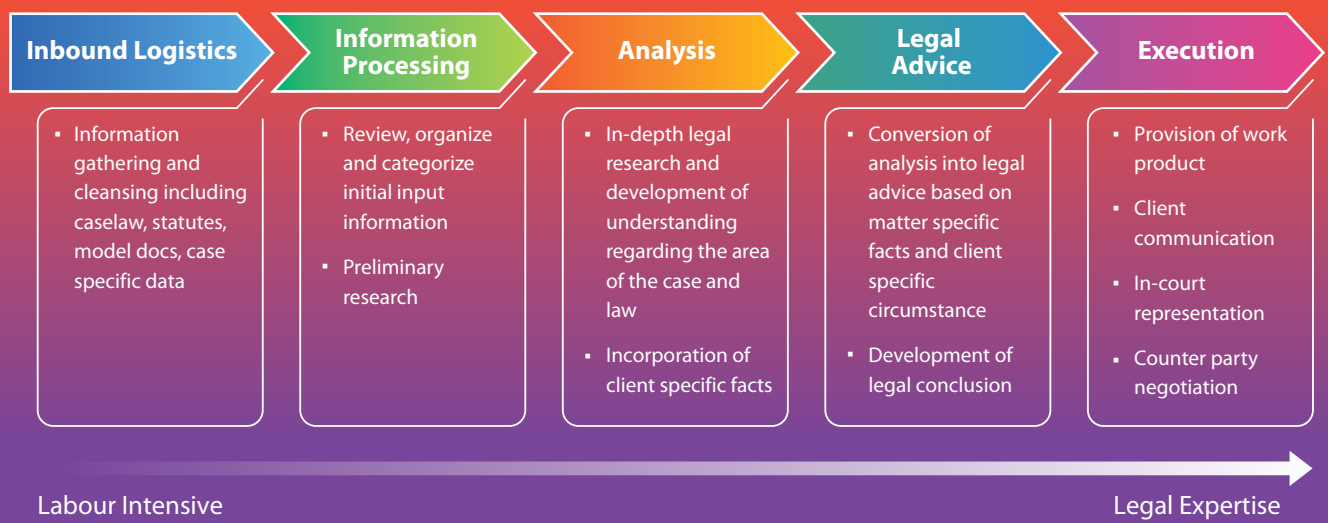 Inbound Logistics
Information
Processing
Analysis
Legal
Advice
Execution
▪ Information
gathering and
cleansing including
caselaw, statutes,
model docs, case
specific data
▪ Review, organize
and categorize
initial input
information
▪ Preliminary
research
▪ In-depth legal
research and
development of
understanding
regarding the area
of the case and
law
▪ Incorporation of
client specific facts
▪ Conversion of
analysis into legal
advice based on
matter specific
facts and client
specific
circumstance
▪ Development of
legal conclusion
▪ Provision of work
product
▪ Client
communication
▪ In-court
representation
▪ Counter party
negotiation
Labour Intensive
Legal Expertise